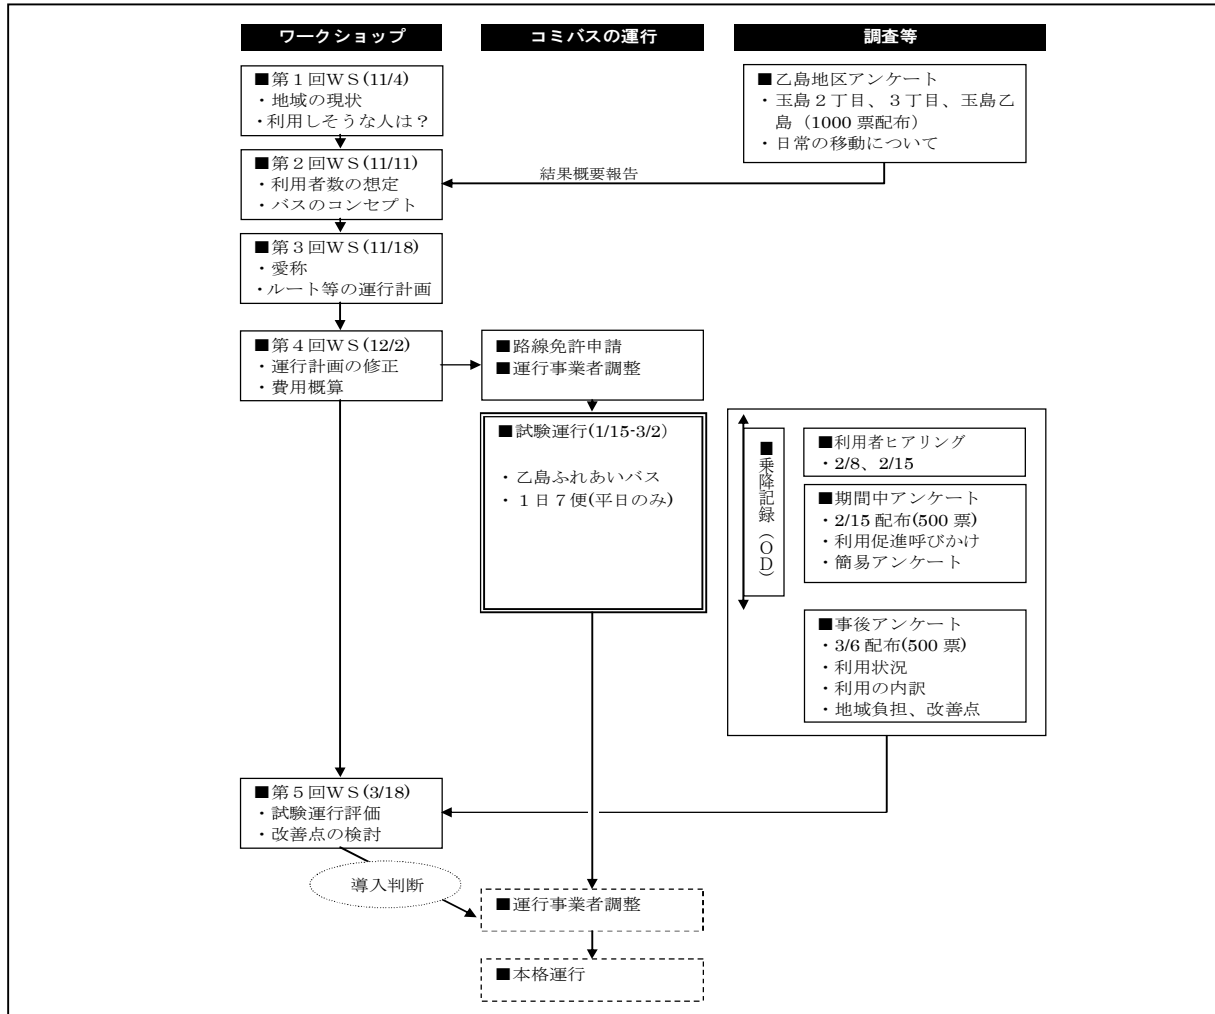 ワークショップ
コミバスの運行
調査等
■第１回ＷＳ(11/4)
・地域の現状
・利用しそうな人は？
■乙島地区アンケート
・玉島２丁目、３丁目、玉島乙
島（1000 票配布）
・日常の移動について
結果概要報告
■第２回ＷＳ(11/11)
・利用者数の想定
・バスのコンセプト
■第３回ＷＳ(11/18)
・愛称
・ルート等の運行計画
■第４回ＷＳ(12/2)
・運行計画の修正
・費用概算
■路線免許申請
■運行事業者調整
■試験運行(1/15-3/2）
・乙島ふれあいバス
・１日７便(平日のみ)
■乗降記録（ＯＤ）
■利用者ヒアリング
・2/8、2/15
■期間中アンケート
・2/15 配布(500 票)
・利用促進呼びかけ
・簡易アンケート
■事後アンケート
・3/6 配布(500 票)
・利用状況
・利用の内訳
・地域負担、改善点
■第５回ＷＳ(3/18)
・試験運行評価
・改善点の検討
導入判断
■運行事業者調整
■本格運行